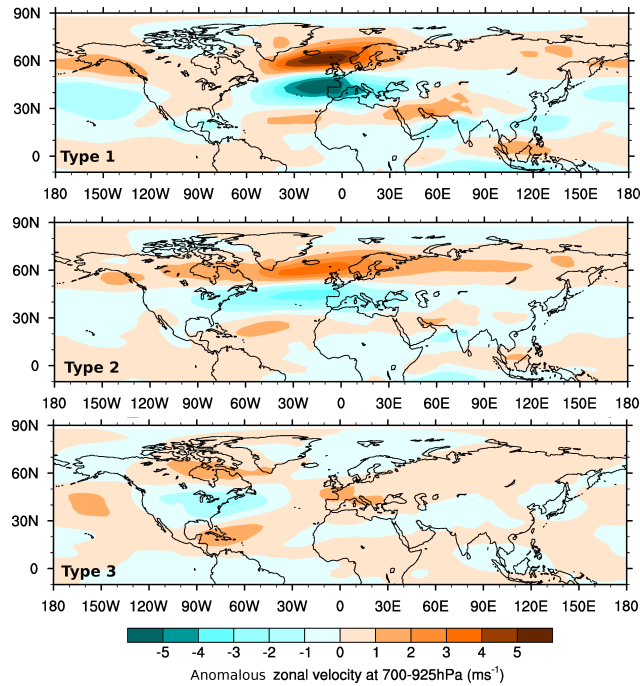 90N
60N
30N
0
Type 1
180 150W 120W 90W 60W 30W 0 30E 60E 90E 120E 150E 180
90N
60N
30N
0
Type 2
180 150W 120W 90W 60W 30W 0 30E 60E 90E 120E 150E 180
90N
60N
30N
0
Type 3
180 150W 120W 90W 60W 30W 0 30E 60E 90E 120E 150E 180
-5 -4 -3 -2 -1 0 1 2 3 4 5
Anomalous zonal velocity at 700-925hPa (ms⁻¹)